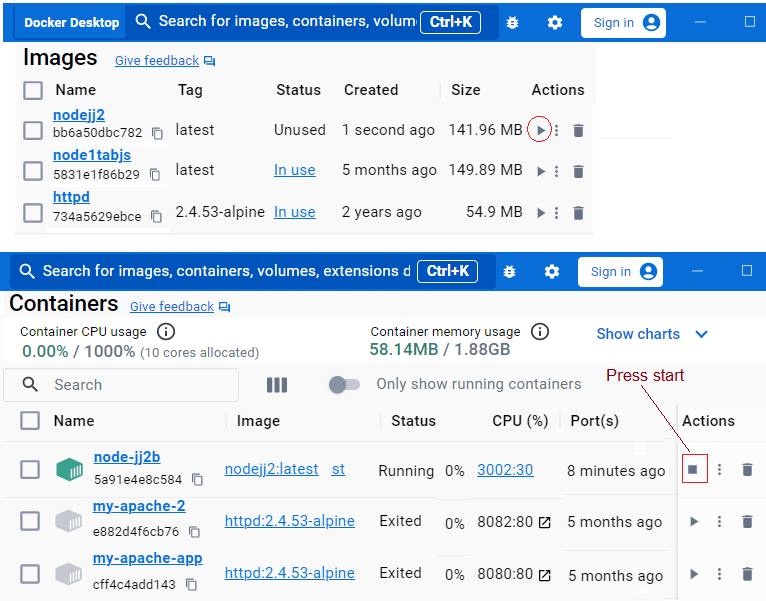 Docker Desktop Search for images, containers, volum Ctrl+K Sign in
Images Give feedback
Name Tag Status Created Size Actions
nodejj2
bb6a50dbc782 latest Unused 1 second ago 141.96 MB
node1tabjs
5831e1f86b29 latest In use 5 months ago 149.89 MB
httpd
734a5629ebce 2.4.53-alpine In use 2 years ago 54.9 MB
Search for images, containers, volumes, extensions d Ctrl+K Sign in
Containers Give feedback
Container CPU usage Container memory usage Show charts
0.00% / 1000% (10 cores allocated) 58.14MB / 1.88GB
Search Only show running containers Press start
Name Image Status CPU (%) Port(s) Actions
node-jj2b
5a91e4e8c584 nodejj2:latest st Running 0% 3002:30 8 minutes ago
my-apache-2
e882d4f6cb76 httpd:2.4.53-alpine Exited 0% 8082:80 5 months ago
my-apache-app
cff4c4add143 httpd:2.4.53-alpine Exited 0% 8080:80 5 months ago